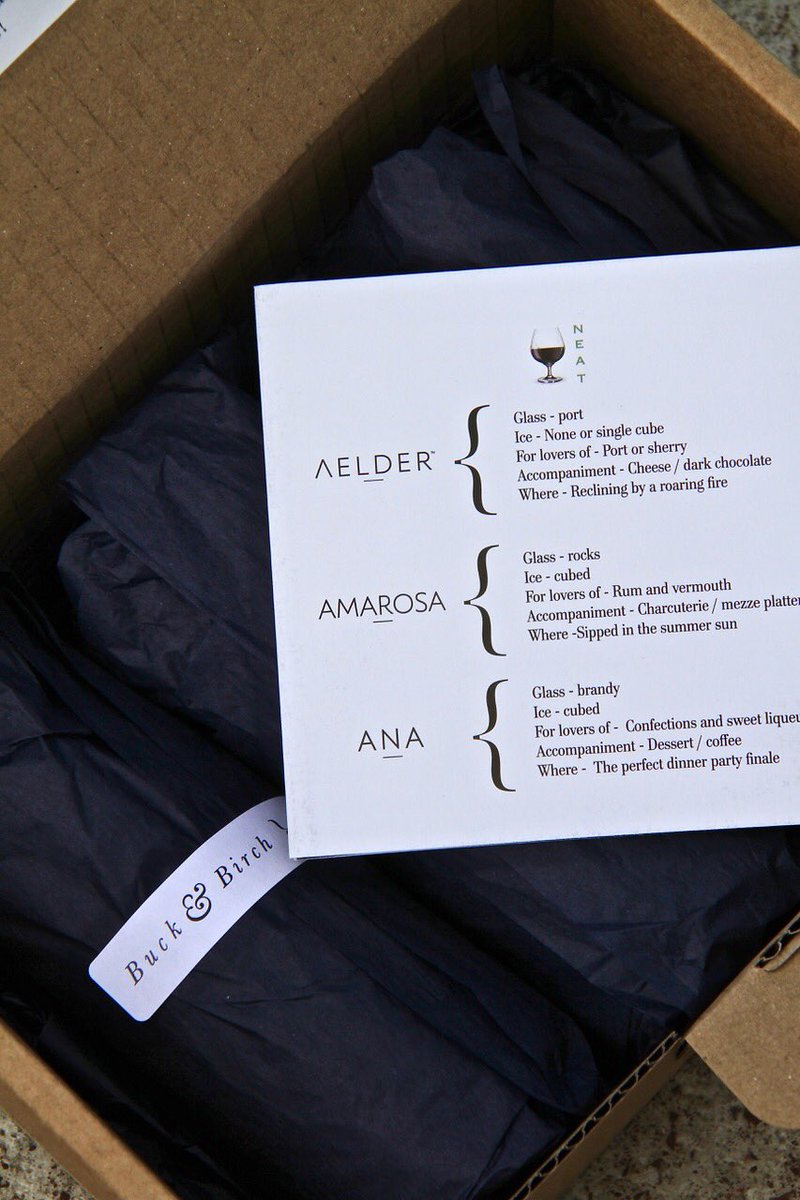 NEAT
ΛELDER™
Glass - port
Ice - None or single cube
For lovers of - Port or sherry
Accompaniment - Cheese / dark chocolate
Where - Reclining by a roaring fire
AMAROSA
Glass - rocks
Ice - cubed
For lovers of - Rum and vermouth
Accompaniment - Charcuterie / mezze
Where -Sipped in the summer sun
ANA
Glass - brandy
Ice - cubed
For lovers of - Confections and sweet
Accompaniment - Dessert / coffee
Where - The perfect dinner party finale
Buck & Birch